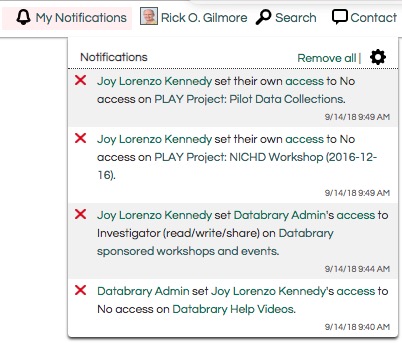 My Notifications Rick O. Gilmore Search Contact
Notifications Remove all |
Joy Lorenzo Kennedy set their own access to No
access on PLAY Project: Pilot Data Collections.
9/14/18 9:49 AM
Joy Lorenzo Kennedy set their own access to No
access on PLAY Project: NICHD Workshop (2016-12-
16).
9/14/18 9:49 AM
Joy Lorenzo Kennedy set Databrary Admin's access to
Investigator (read/write/share) on Databrary
sponsored workshops and events.
9/14/18 9:44 AM
Databrary Admin set Joy Lorenzo Kennedy's access to
No access on Databrary Help Videos.
9/14/18 9:40 AM